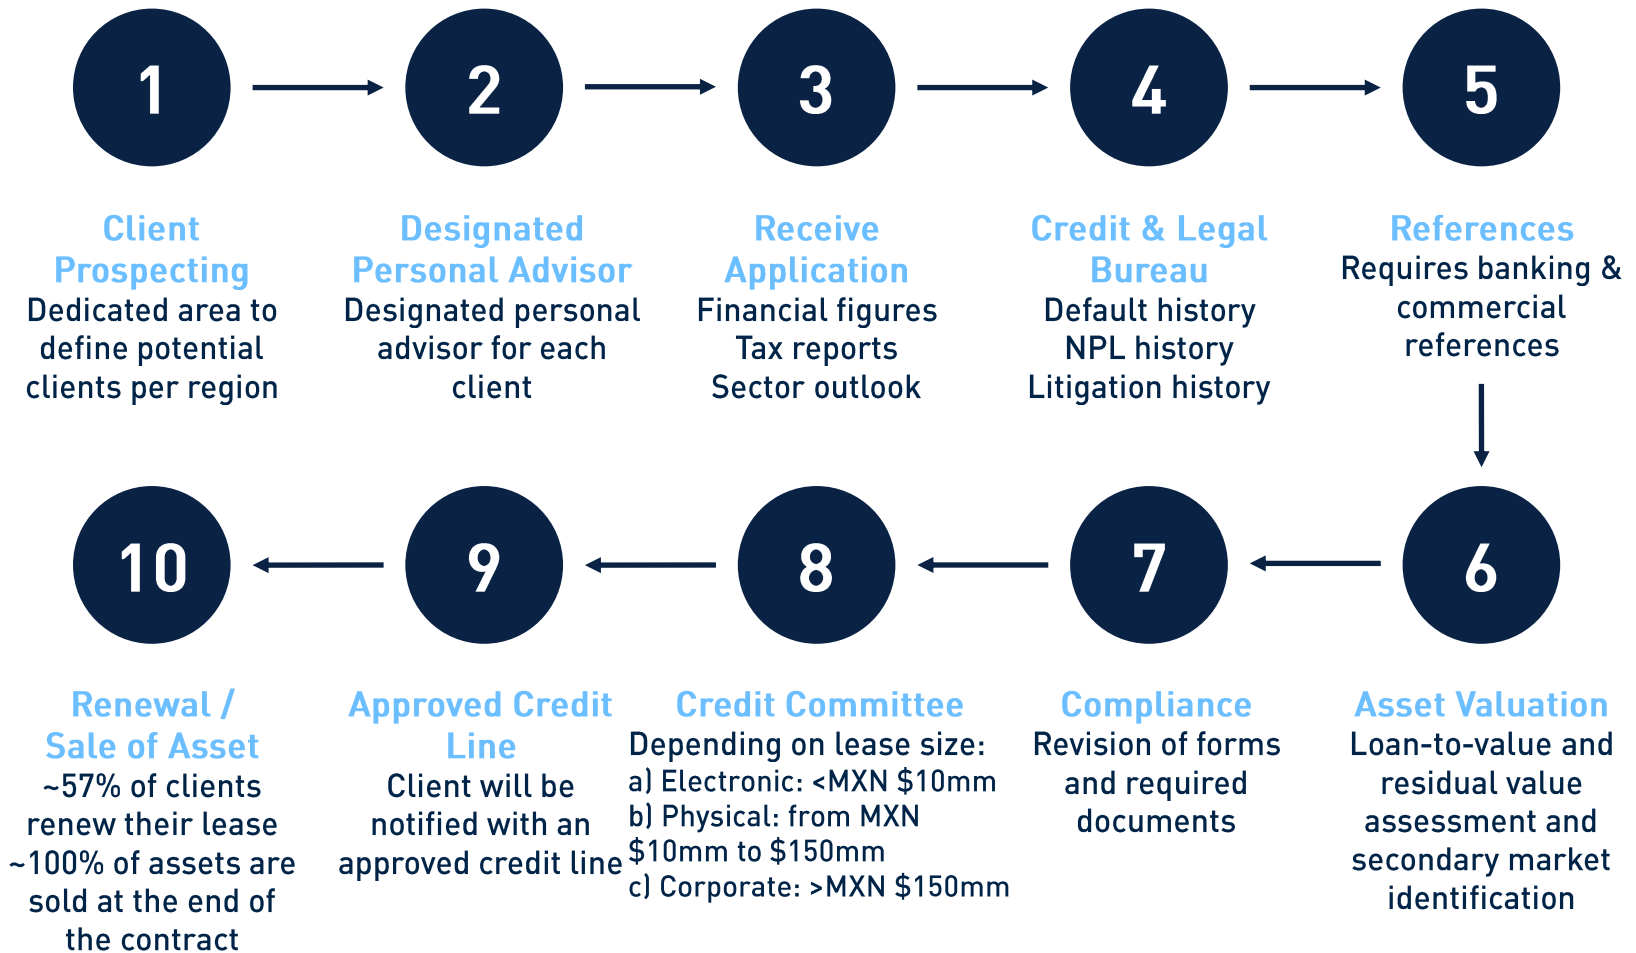 1
2
3
4
5
Client
Prospecting
Dedicated area to
define potential
clients per region
Designated
Personal Advisor
Designated personal
advisor for each
client
Receive
Application
Financial figures
Tax reports
Sector outlook
Credit & Legal
Bureau
Default history
NPL history
Litigation history
References
Requires banking &
commercial
references
10
9
8
7
6
Renewal /
Sale of Asset
~57% of clients
renew their lease
~100% of assets are
sold at the end of
the contract
Approved Credit
Line
Client will be
notified with an
approved credit line
Credit Committee
Depending on lease size:
a) Electronic: <MXN $10mm
b) Physical: from MXN
$10mm to $150mm
c) Corporate: >MXN $150mm
Compliance
Revision of forms
and required
documents
Asset Valuation
Loan-to-value and
residual value
assessment and
secondary market
identification